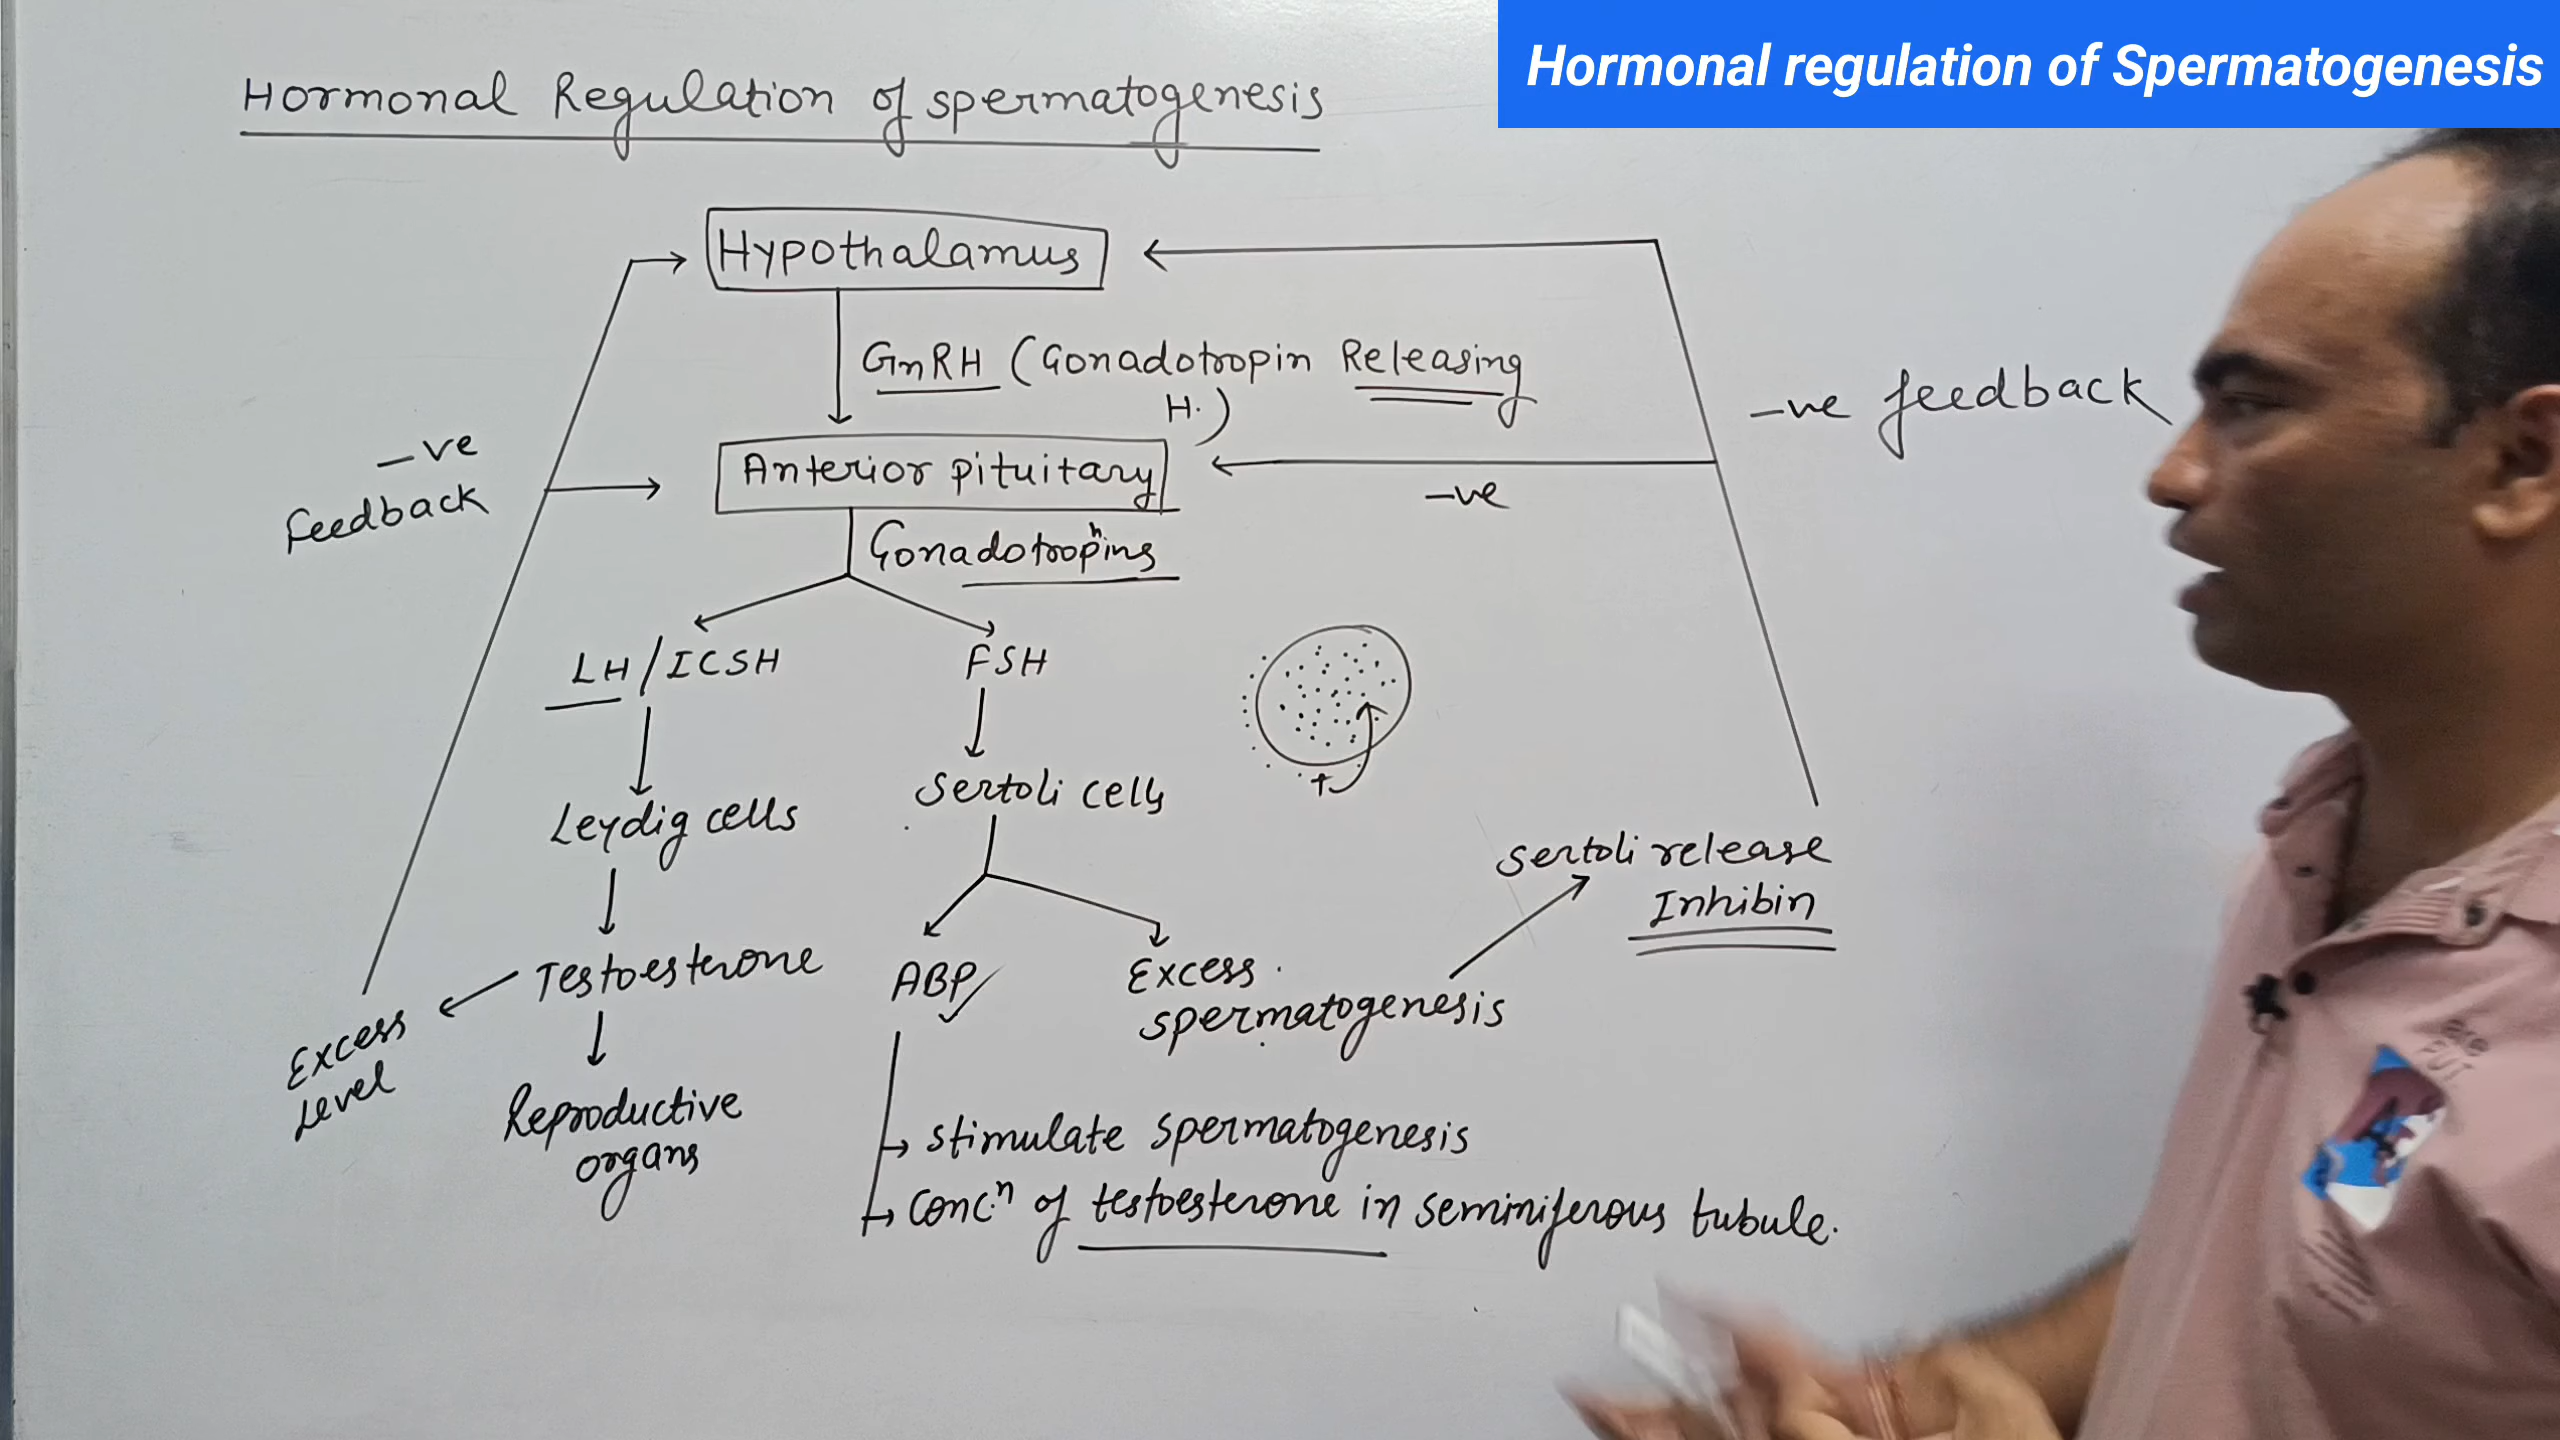 Hormonal regulation of Spermatogenesis
Hormonal Regulation of spermatogenesis
Hypothalamus
GnRH (Gonadotropin Releasing
H.)
-ve feedback
-ve
Feedback
Anterior pituitary
-ve
Gonadotrophins
LH/ICSH
FSH
Leydig cells
Sertoli cells
+
Sertoli release
Inhibin
Testoesterone
ABP
Excess
spermatogenesis
Excess
Level
Reproductive
organs
stimulate spermatogenesis
Concⁿ of testoesterone in seminiferous tubule.